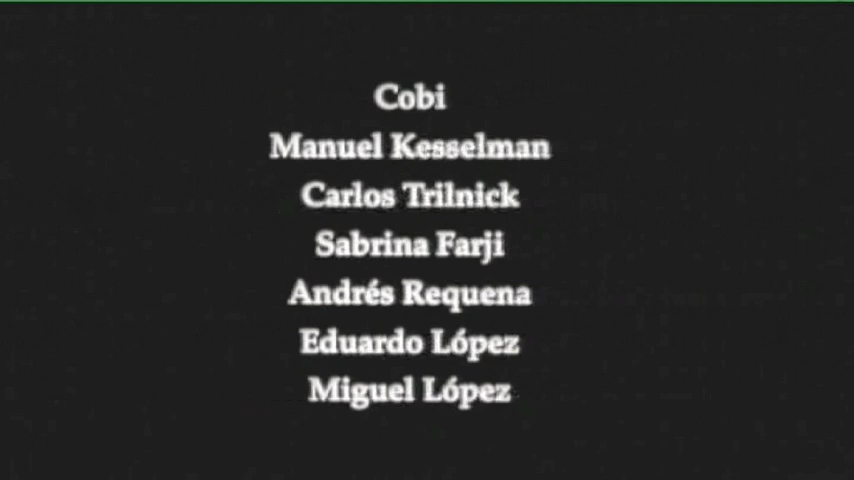 Cobi
Manuel Kesselman
Carlos Trilnick
Sabrina Farji
Andrés Requena
Eduardo López
Miguel López